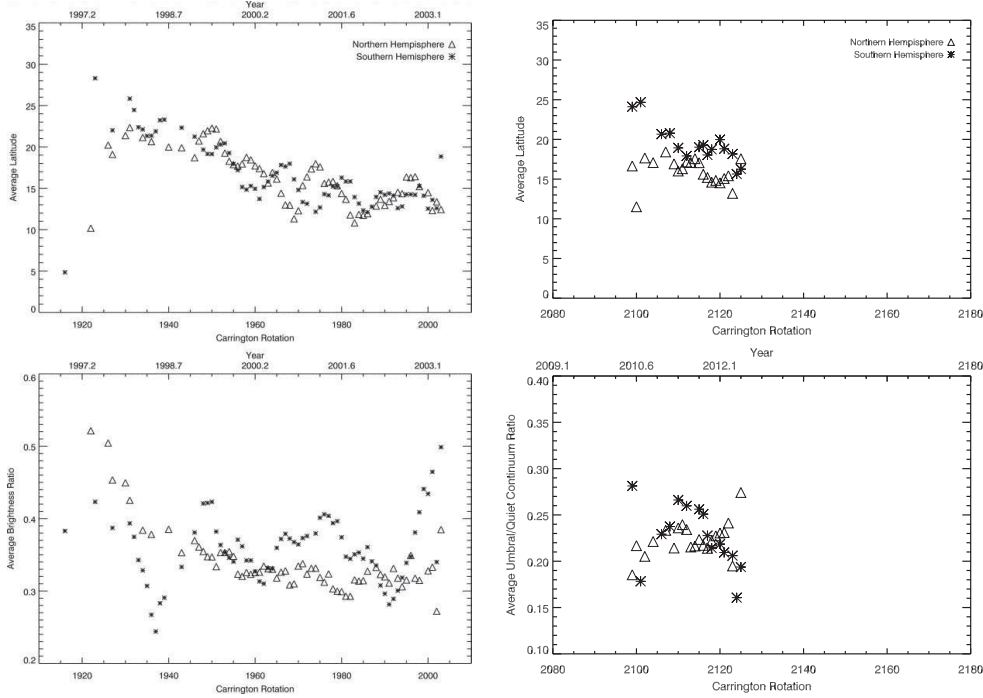 Year
1997.2 1998.7 2000.2 2001.6 2003.1
40
35
30
25
20
15
10
5
0
Average Latitude
Northern Hempisphere
Southern Hemisphere
1920 1940 1960 1980 2000
Carrington Rotation
40
35
30
25
20
15
10
5
0
Average Latitude
Northern Hempisphere
Southern Hemisphere
2080 2100 2120 2140 2160 2180
Carrington Rotation
Year
1997.2 1998.7 2000.2 2001.6 2003.1
0.6
0.5
0.4
0.3
0.2
Average Brightness Ratio
1920 1940 1960 1980 2000
Carrington Rotation
Year
2009.1 2010.6 2012.1 2180
0.40
0.35
0.30
0.25
0.20
0.15
0.10
Average Umbral/Quiet Continuum Ratio
2080 2100 2120 2140 2160 2180
Carrington Rotation